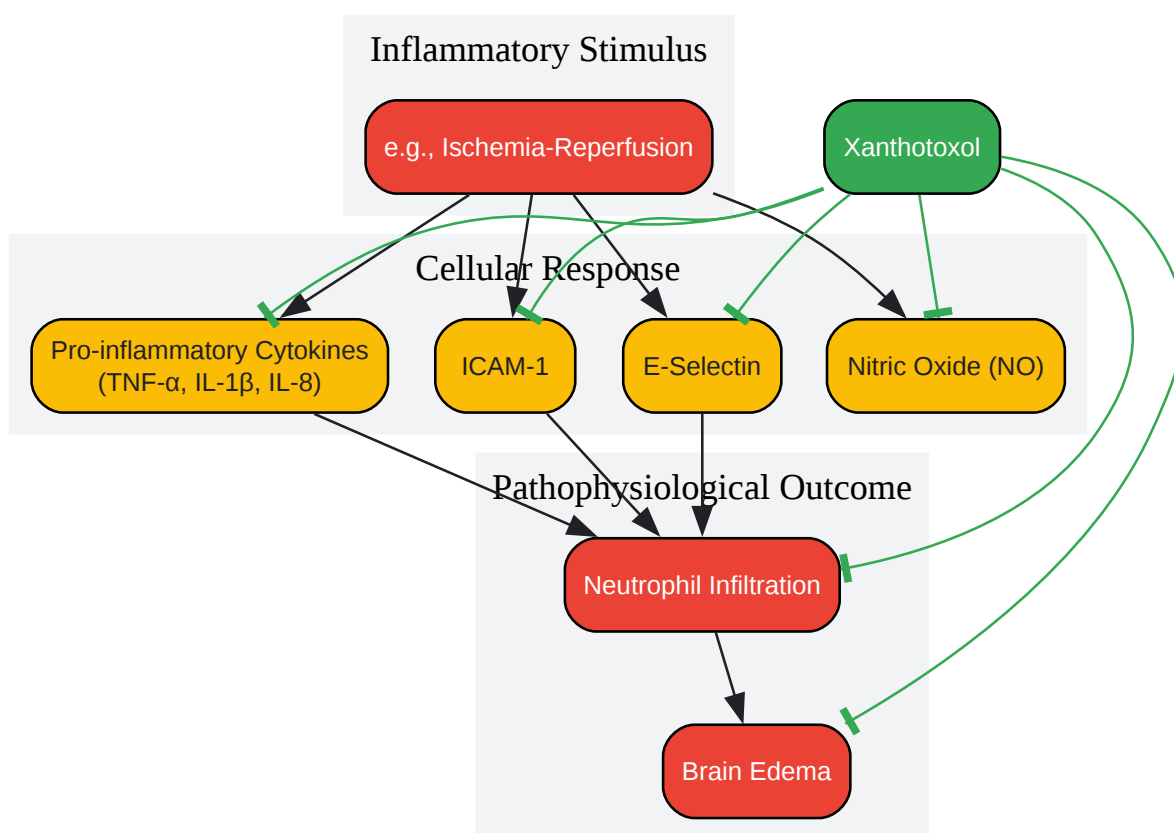 Inflammatory Stimulus
e.g., Ischemia-Reperfusion
Xanthotoxol
Cellular Response
Pro-inflammatory Cytokines
(TNF-α, IL-1β, IL-8)
ICAM-1
E-Selectin
Nitric Oxide (NO)
Pathophysiological Outcome
Neutrophil Infiltration
Brain Edema